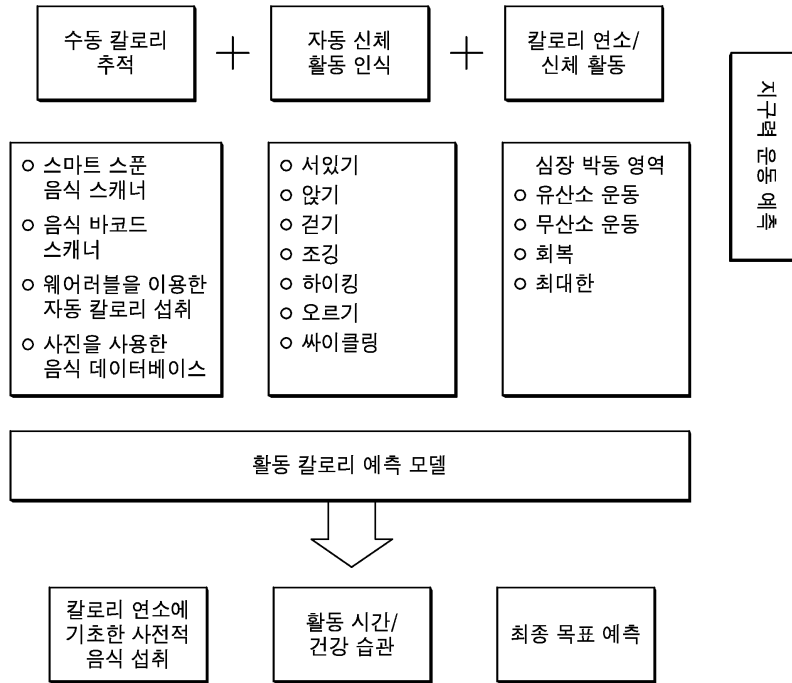 수동 칼로리
추적
+
자동 신체
활동 인식
+
칼로리 연소/
신체 활동
지구력 운동 예측
스마트 스푼
음식 스캐너
음식 바코드
스캐너
웨어러블을 이용한
자동 칼로리 섭취
사진을 사용한
음식 데이터베이스
서있기
앉기
걷기
조깅
하이킹
오르기
싸이클링
심장 박동 영역
유산소 운동
무산소 운동
회복
최대한
활동 칼로리 예측 모델
칼로리 연소에
기초한 사전적
음식 섭취
활동 시간/
건강 습관
최종 목표 예측